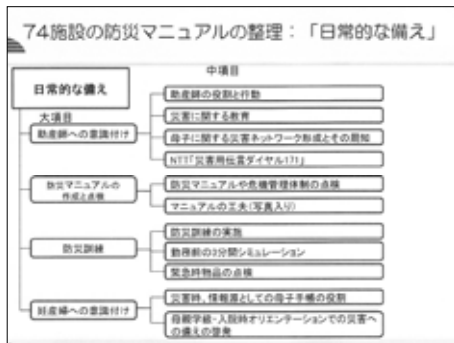 74施設の防災マニュアルの整理：「日常的な備え」
中項目
日常的な備え
大項目
助産師の役割と行動
災害に関する教育
助産師への意識付け
母子に関する災害ネットワーク形成とその周知
NTT「災害用伝言ダイヤル171」
防災マニュアルの
作成と点検
防災マニュアルや危機管理体制の点検
マニュアルの工夫(写真入り)
防災訓練の実施
防災訓練
勤務前の3分間シミュレーション
緊急時物品の点検
妊産婦への意識付け
災害時、情報源としての母子手帳の役割
母親学級・入院時オリエンテーションでの災害へ
の備えの啓発